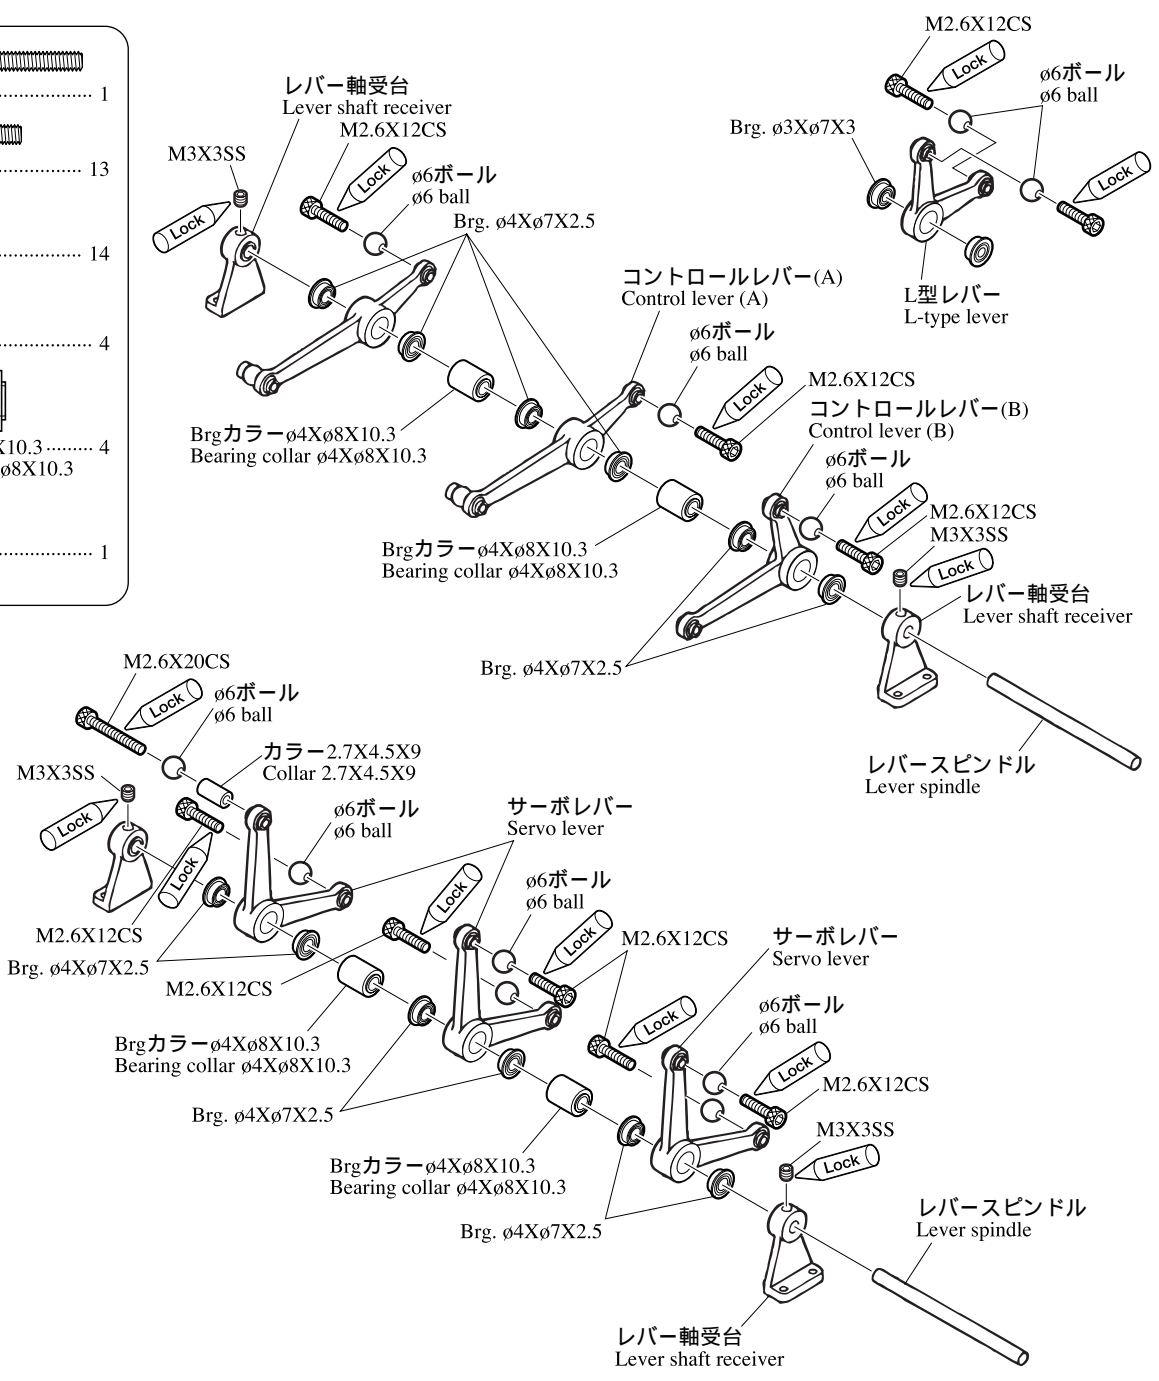 1
13
14
4
X10.3 4
ø8X10.3
1
レバー軸受台
Lever shaft receiver
M2.6X12CS
Lock
M3X3SS
Lock
ø6ボール
ø6 ball
Brg. ø4Xø7X2.5
M2.6X12CS
Lock
ø6ボール
ø6 ball
Brg. ø3Xø7X3
Lock
L型レバー
L-type lever
コントロールレバー(A)
Control lever (A)
ø6ボール
ø6 ball
Lock
M2.6X12CS
コントロールレバー(B)
Control lever (B)
ø6ボール
ø6 ball
Lock
M2.6X12CS
M3X3SS
Lock
レバー軸受台
Lever shaft receiver
Brgカラーø4Xø8X10.3
Bearing collar ø4Xø8X10.3
Brgカラーø4Xø8X10.3
Bearing collar ø4Xø8X10.3
Brg. ø4Xø7X2.5
レバースピンドル
Lever spindle
M2.6X20CS
Lock
ø6ボール
ø6 ball
カラー2.7X4.5X9
Collar 2.7X4.5X9
M3X3SS
Lock
ø6ボール
ø6 ball
サーボレバー
Servo lever
Lock
Lock
ø6ボール
ø6 ball
Lock
M2.6X12CS
M2.6X12CS
サーボレバー
Servo lever
Brg. ø4Xø7X2.5
M2.6X12CS
Lock
ø6ボール
ø6 ball
Lock
M2.6X12CS
Brgカラーø4Xø8X10.3
Bearing collar ø4Xø8X10.3
Brg. ø4Xø7X2.5
M3X3SS
Lock
Brgカラーø4Xø8X10.3
Bearing collar ø4Xø8X10.3
Brg. ø4Xø7X2.5
レバースピンドル
Lever spindle
レバー軸受台
Lever shaft receiver